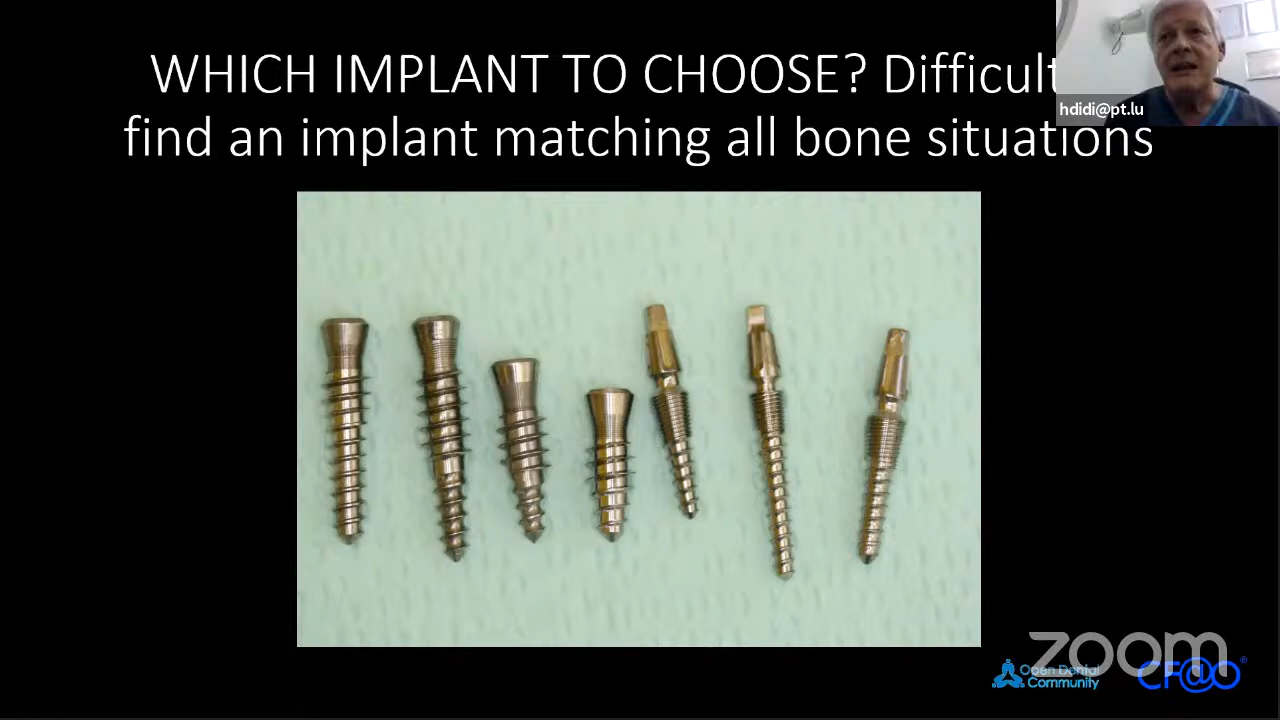 WHICH IMPLANT TO CHOOSE? Difficult
find an implant matching all bone situations
hdidi@pt.lu
zoom
Open Dental
Community
CF@O®